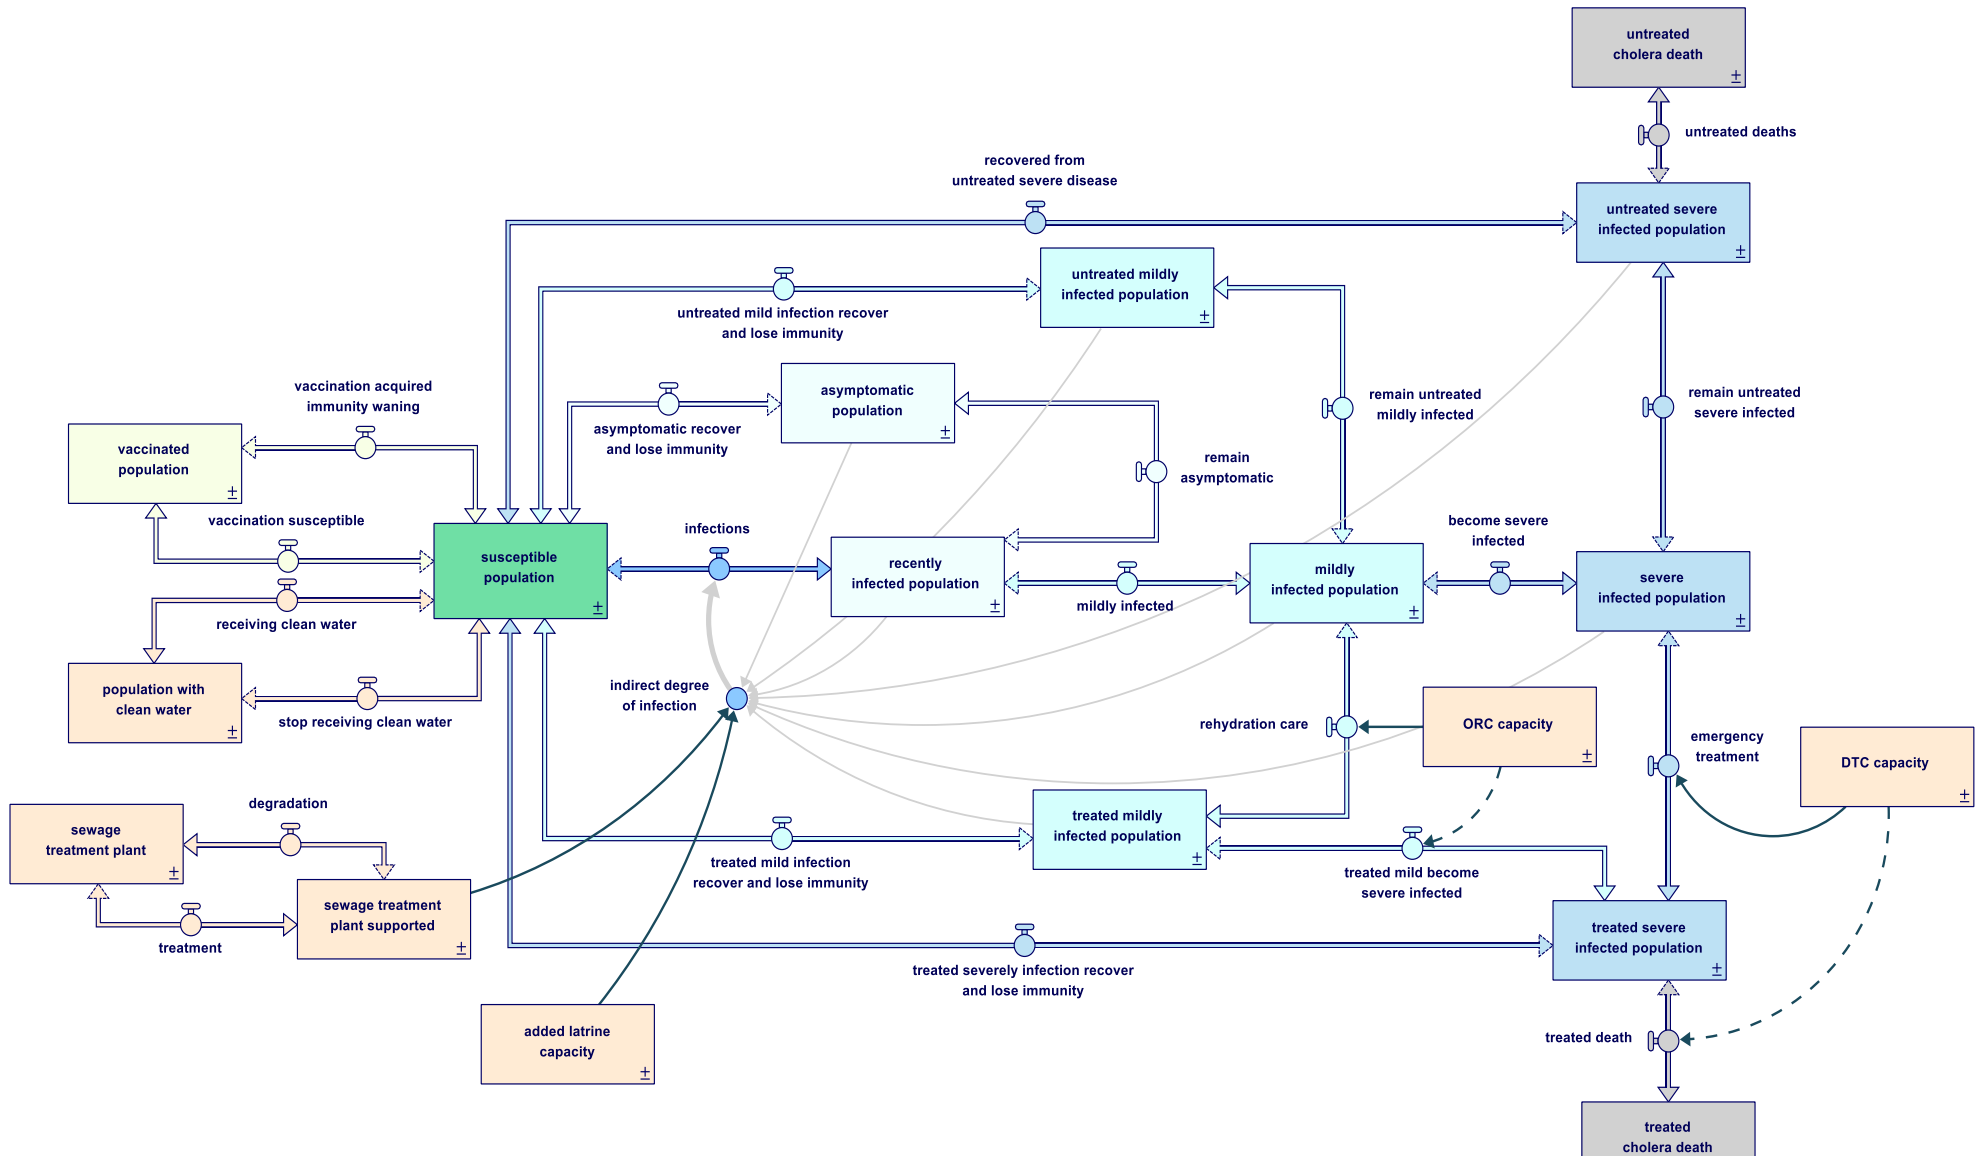 untreated
cholera death
±
untreated deaths
recovered from
untreated severe disease
untreated severe
infected population
±
untreated mildly
infected population
±
untreated mild infection recover
and lose immunity
vaccination acquired
immunity waning
asymptomatic
population
±
remain untreated
mildly infected
remain untreated
severe infected
asymptomatic recover
and lose immunity
vaccinated
population
±
remain
asymptomatic
vaccination susceptible
infections
become severe
infected
susceptible
population
±
recently
infected population
±
mildly
infected population
±
severe
infected population
±
mildly infected
receiving clean water
population with
clean water
±
indirect degree
of infection
stop receiving clean water
rehydration care
ORC capacity
±
emergency
treatment
DTC capacity
±
degradation
sewage
treatment plant
±
treated mildly
infected population
±
treated mild infection
recover and lose immunity
treated mild become
severe infected
sewage treatment
plant supported
±
treatment
treated severe
infected population
±
treated severely infection recover
and lose immunity
added latrine
capacity
±
treated death
treated
cholera death